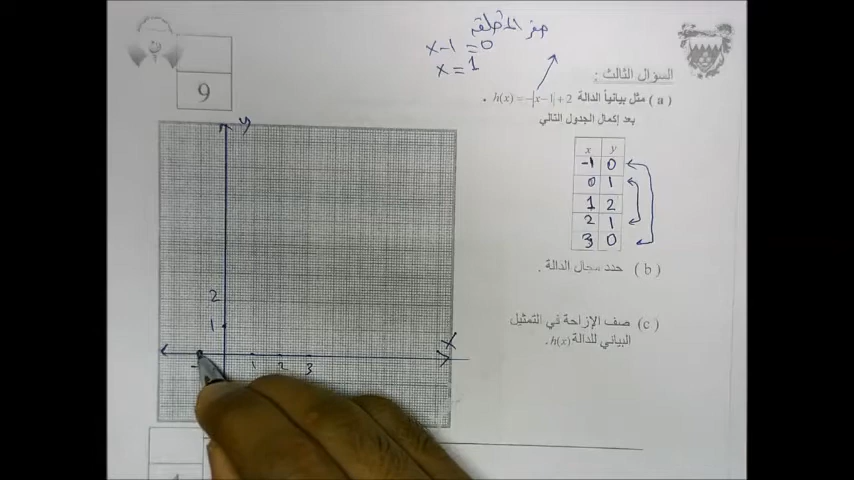 صفر المطلقه
x-1=0
x=1
السؤال الثالث :
( a ) مثل بيانياً الدالة h(x) = -|x-1| + 2 .
بعد إكمال الجدول التالي
x y
-1 0
0 1
1 2
2 1
3 0
( b ) حدد مجال الدالة .
( c ) صف الإزاحة في التمثيل
البياني للدالة h(x).
9
y
2
1
x
1 2 3